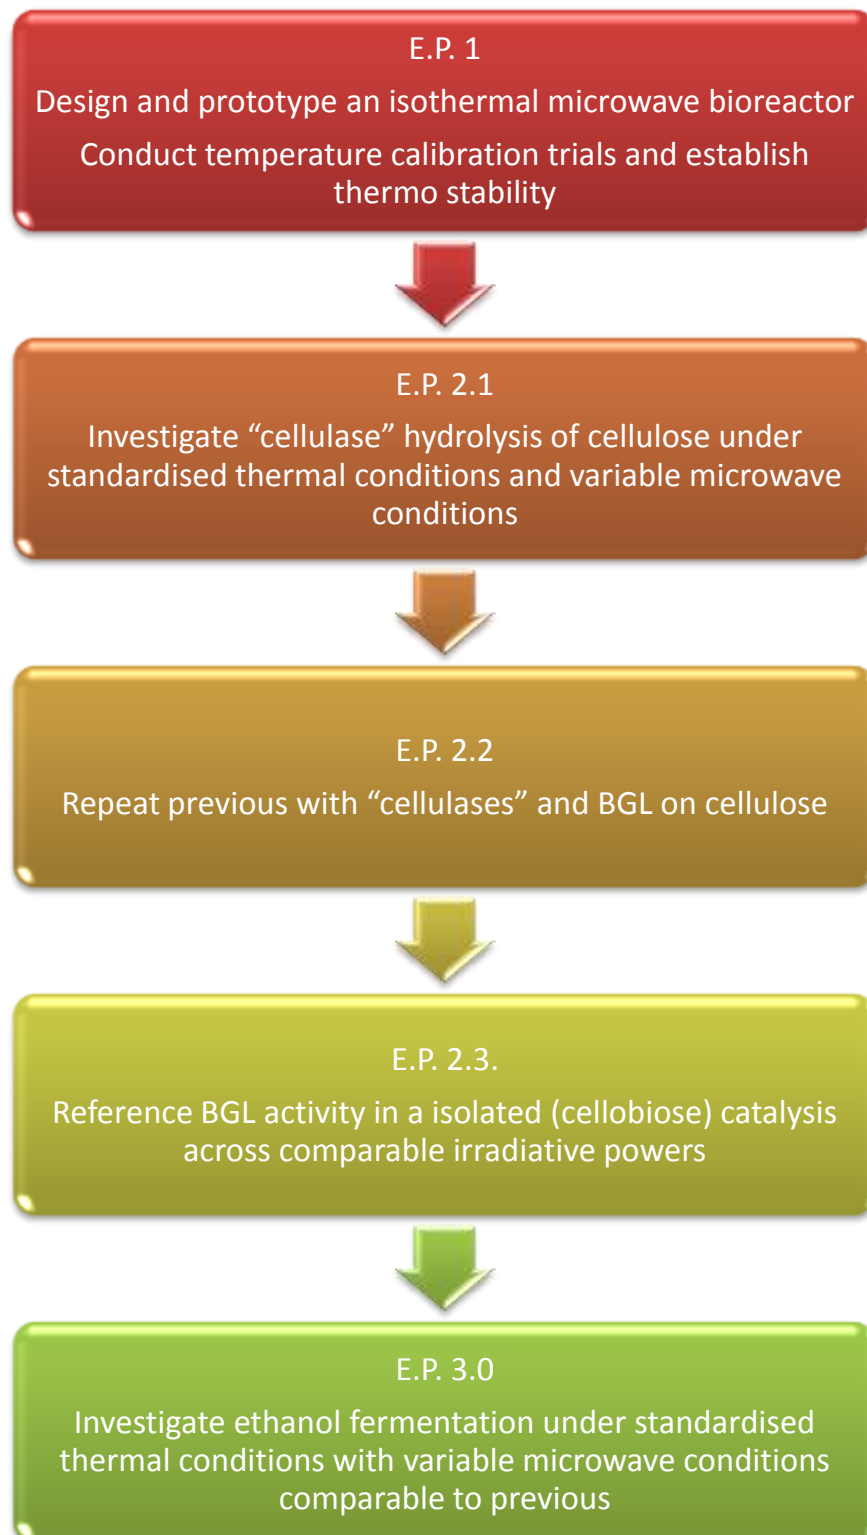 E.P. 1
Design and prototype an isothermal microwave bioreactor
Conduct temperature calibration trials and establish
thermo stability
E.P. 2.1
Investigate “cellulase” hydrolysis of cellulose under
standardised thermal conditions and variable microwave
conditions
E.P. 2.2
Repeat previous with “cellulases” and BGL on cellulose
E.P. 2.3.
Reference BGL activity in a isolated (cellobiose) catalysis
across comparable irradiative powers
E.P. 3.0
Investigate ethanol fermentation under standardised
thermal conditions with variable microwave conditions
comparable to previous